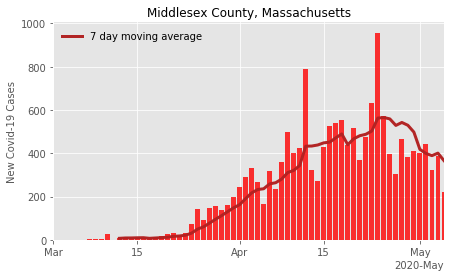 Middlesex County, Massachusetts
1000
7 day moving average
800
600
400
200
0
New Covid-19 Cases
Mar
15
Apr
15
May
2020-May